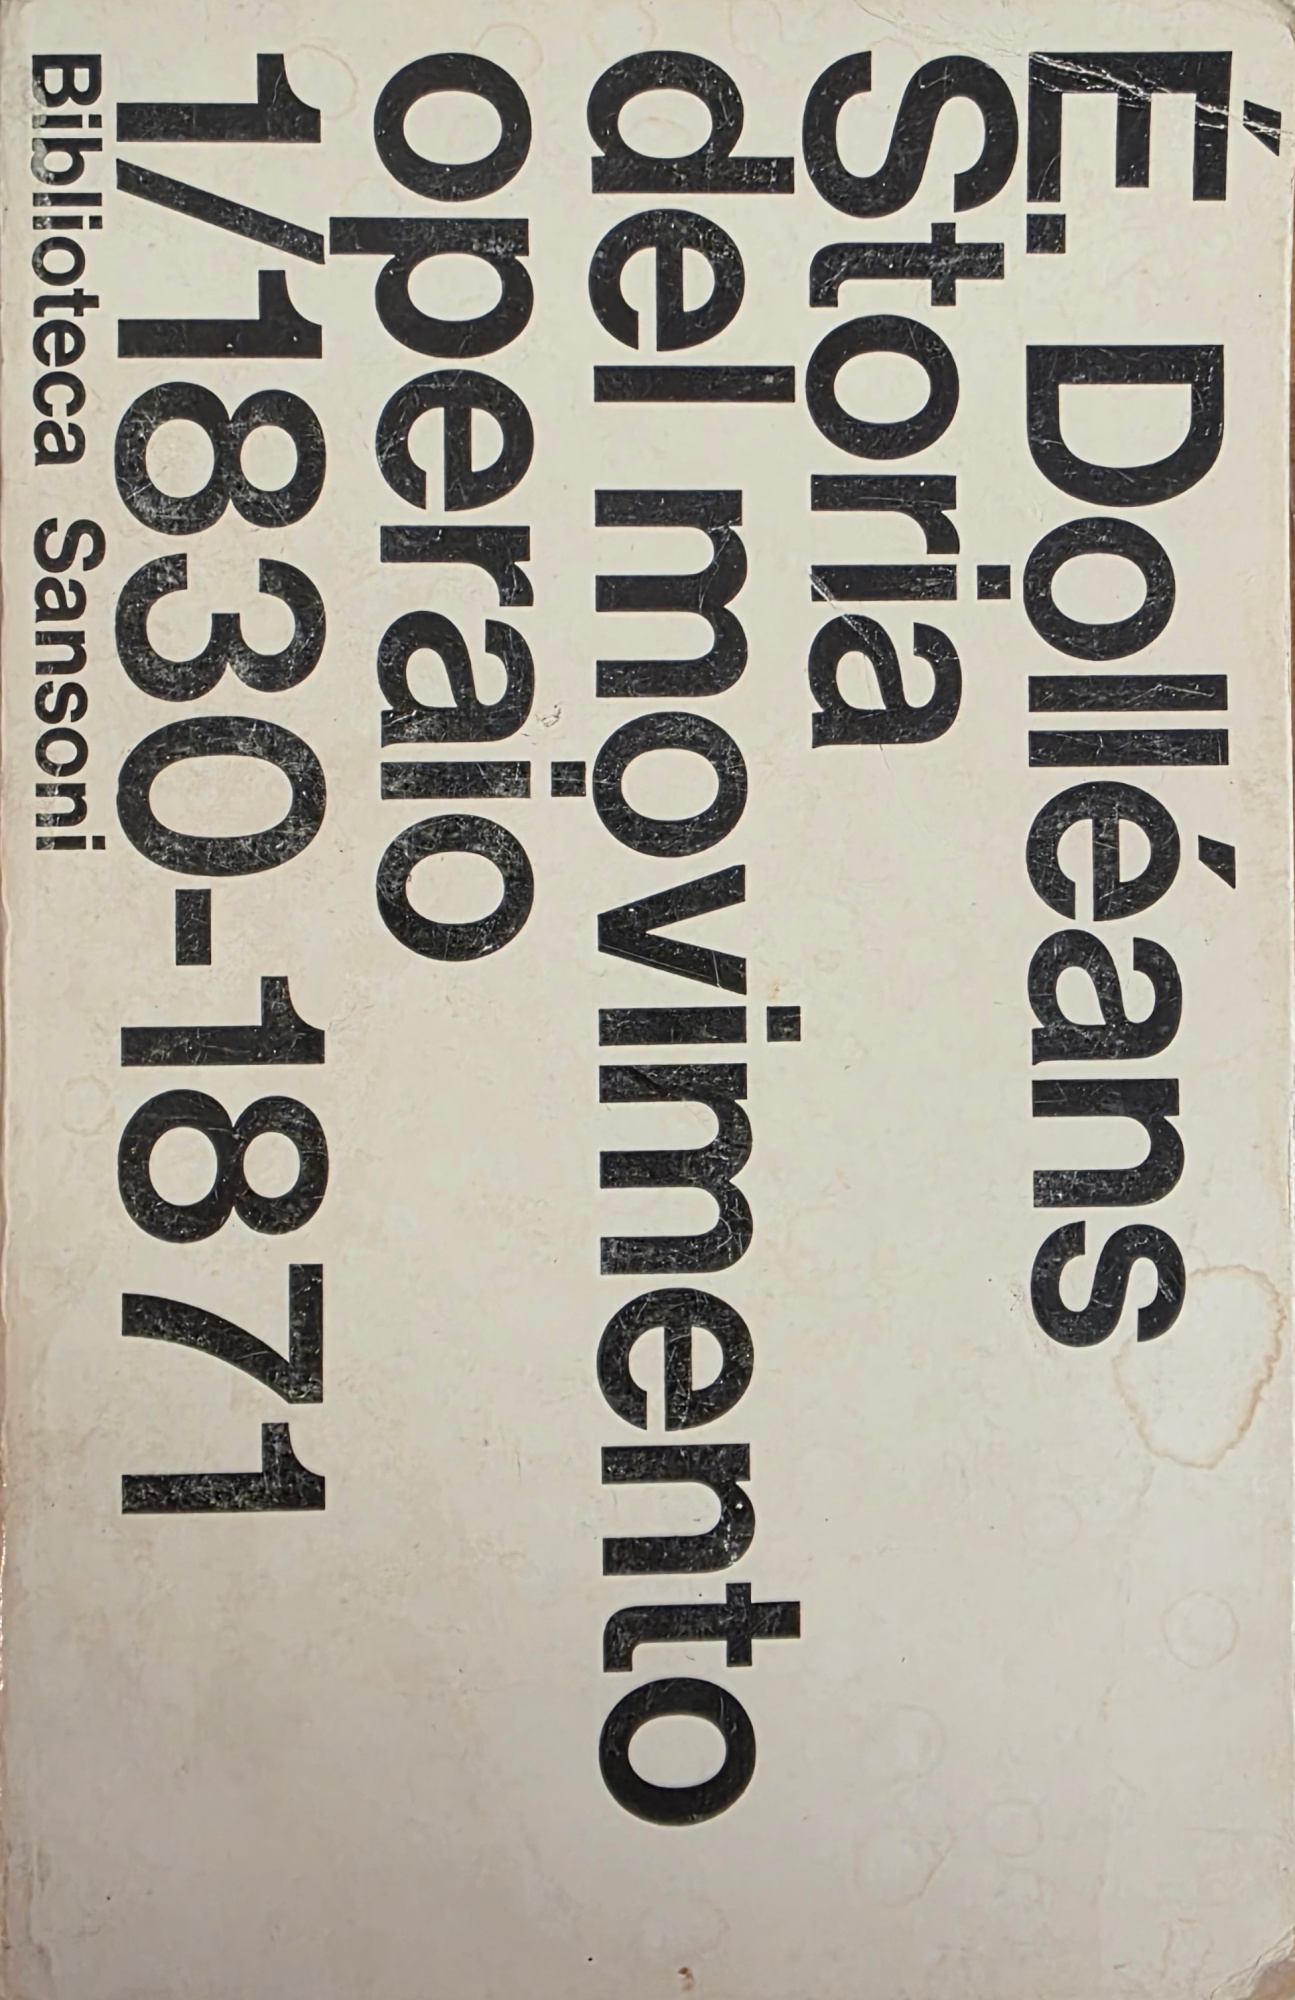 É. Dolléans
Storia
del movimento
operaio
1/1830-1871
Biblioteca Sansoni